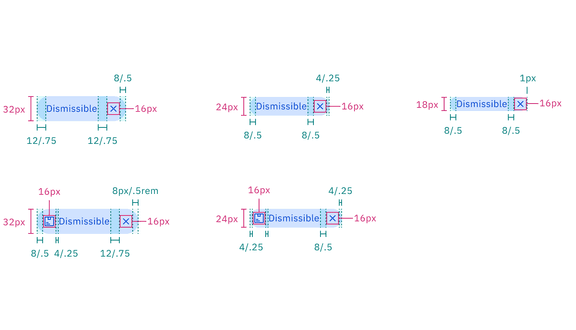 8/.5
32px Dismissible 16px
12/.75 12/.75
4/.25
24px Dismissible 16px
8/.5 8/.5
1px
18px Dismissible 16px
8/.5 8/.5
16px 8px/.5rem
32px Dismissible 16px
8/.5 4/.25 12/.75
16px 4/.25
24px Dismissible 16px
4/.25 8/.5